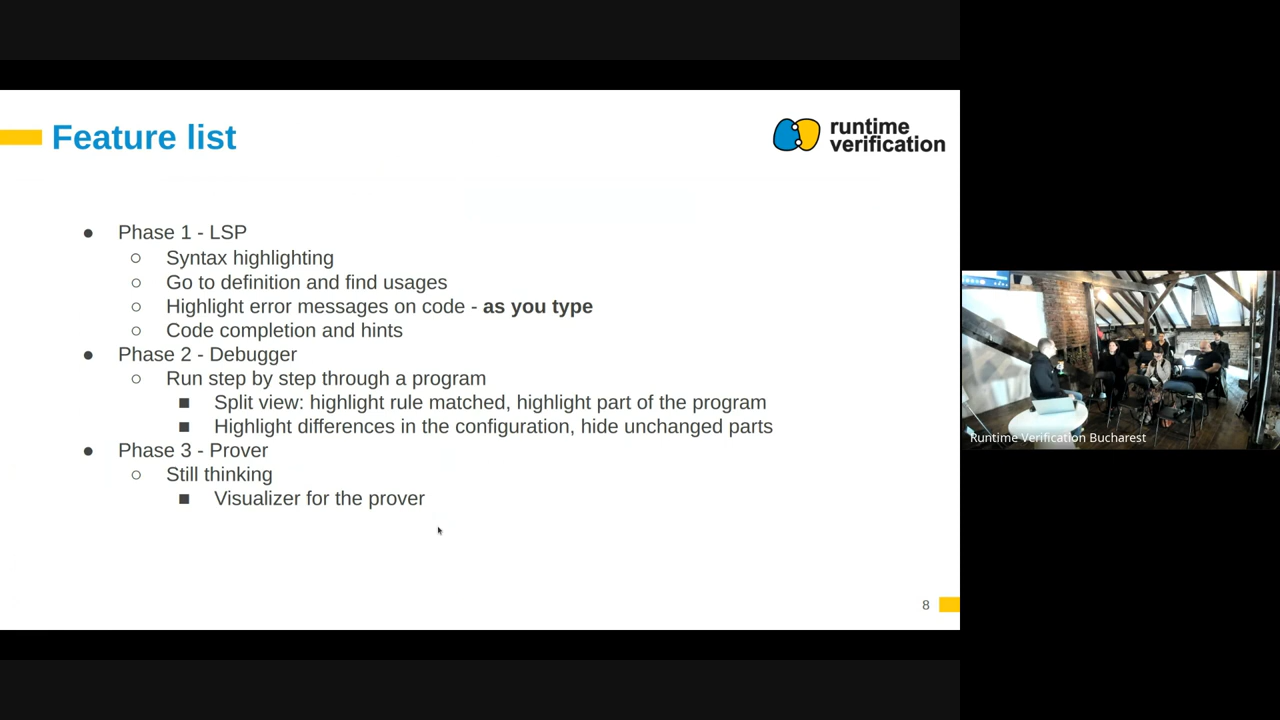 Feature list
runtime
verification
● Phase 1 - LSP
○ Syntax highlighting
○ Go to definition and find usages
○ Highlight error messages on code - as you type
○ Code completion and hints
● Phase 2 - Debugger
○ Run step by step through a program
■ Split view: highlight rule matched, highlight part of the program
■ Highlight differences in the configuration, hide unchanged parts
● Phase 3 - Prover
○ Still thinking
■ Visualizer for the prover
8
Runtime Verification Bucharest